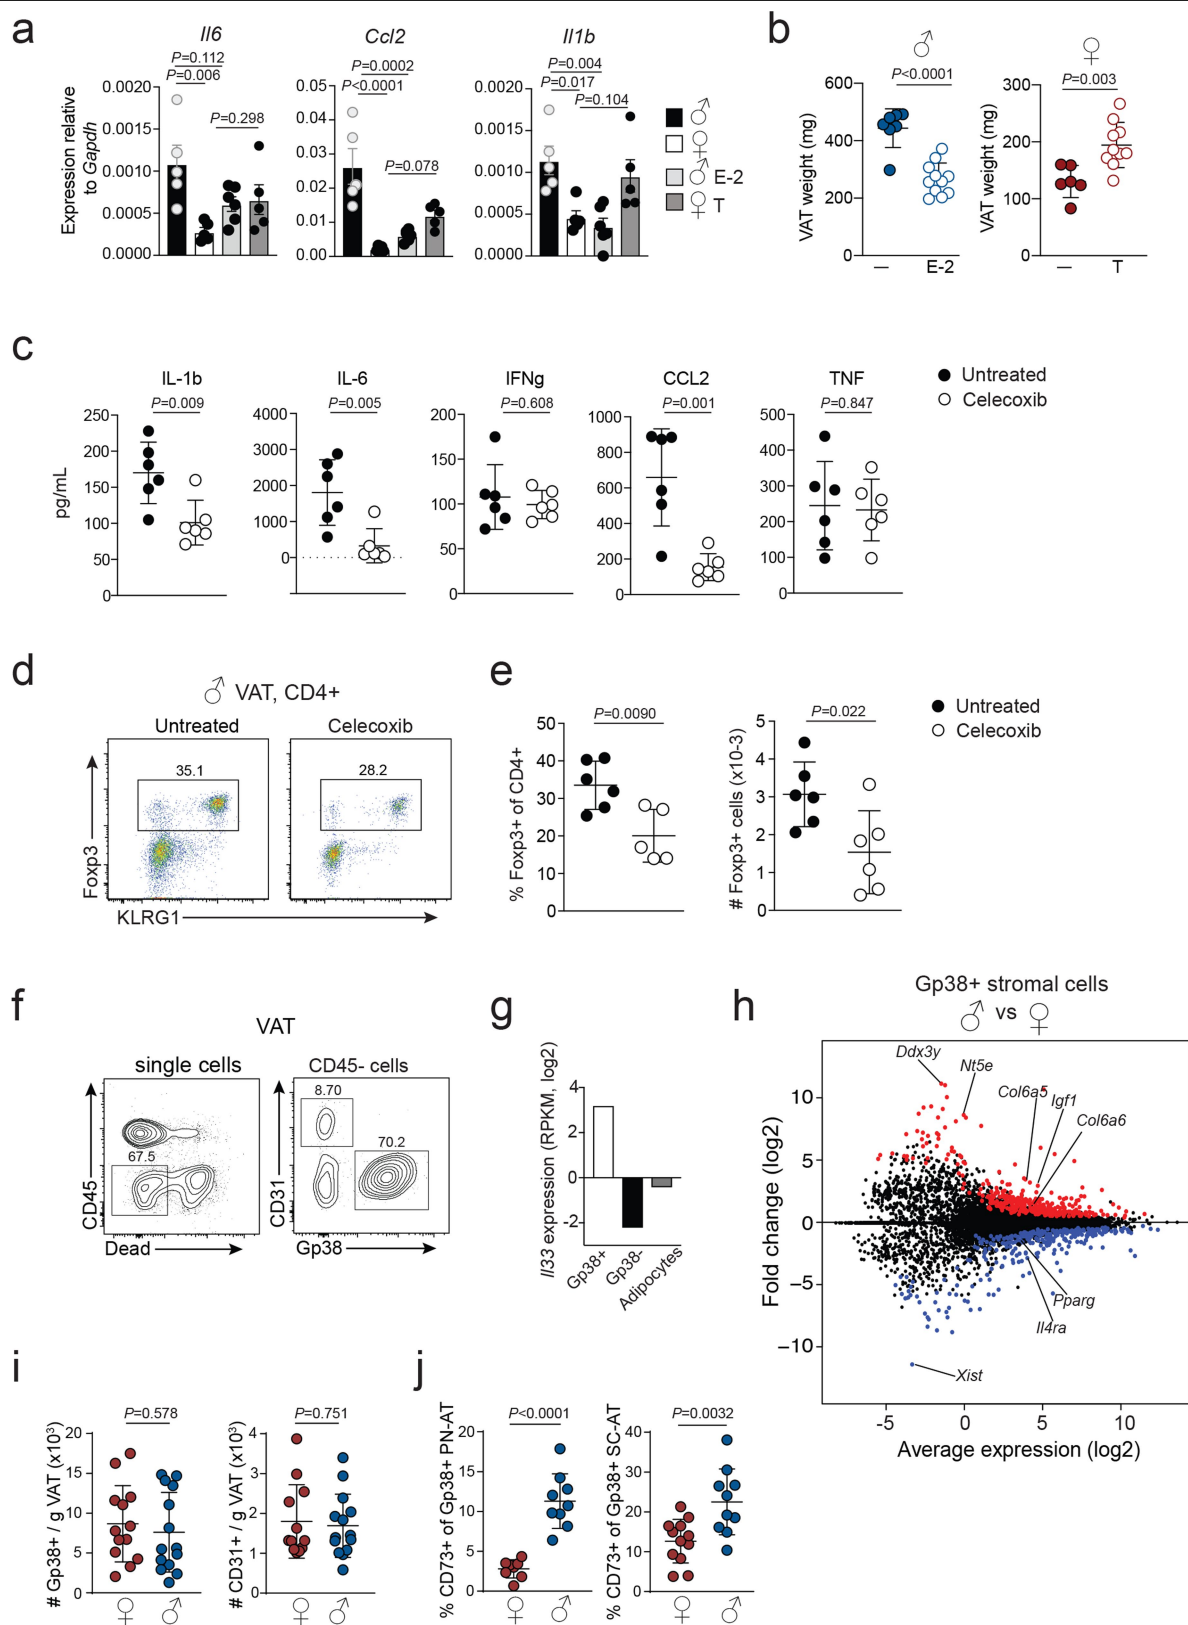 a
Il6
Ccl2
Il1b
P=0.112
P=0.006
P=0.298
P=0.0002
P<0.0001
P=0.078
P=0.004
P=0.017
P=0.104
Expression relative
to Gapdh
0.0020
0.0015
0.0010
0.0005
0.0000
0.05
0.04
0.03
0.02
0.01
0.00
0.0020
0.0015
0.0010
0.0005
0.0000
♂
♀
♂ E-2
♀ T
b
♂
♀
P<0.0001
P=0.003
VAT weight (mg)
600
400
200
0
— E-2
VAT weight (mg)
300
200
100
0
— T
c
IL-1b
IL-6
IFNg
CCL2
TNF
P=0.009
P=0.005
P=0.608
P=0.001
P=0.847
Untreated
Celecoxib
pg/mL
250
200
150
100
50
0
4000
3000
2000
1000
0
200
150
100
50
0
1000
800
600
400
200
0
500
400
300
200
100
0
d
♂ VAT, CD4+
Untreated
Celecoxib
35.1
28.2
Foxp3
KLRG1
e
P=0.0090
P=0.022
Untreated
Celecoxib
% Foxp3+ of CD4+
50
40
30
20
10
0
# Foxp3+ cells (x10-3)
5
4
3
2
1
0
f
VAT
single cells
CD45- cells
67.5
8.70
70.2
CD45
Dead
CD31
Gp38
g
Il33 expression (RPKM, log2)
4
2
0
-2
Gp38+
Gp38-
Adipocytes
h
Gp38+ stromal cells
♂ vs ♀
Ddx3y
Nt5e
Col6a5
Igf1
Col6a6
Pparg
Il4ra
Xist
Fold change (log2)
10
5
0
−5
−10
-5 0 5 10
Average expression (log2)
i
P=0.578
P=0.751
# Gp38+ / g VAT (x10³)
20
15
10
5
0
♀ ♂
# CD31+ / g VAT (x10³)
4
3
2
1
0
♀ ♂
j
P<0.0001
P=0.0032
% CD73+ of Gp38+ PN-AT
20
15
10
5
0
♀ ♂
% CD73+ of Gp38+ SC-AT
40
30
20
10
0
♀ ♂